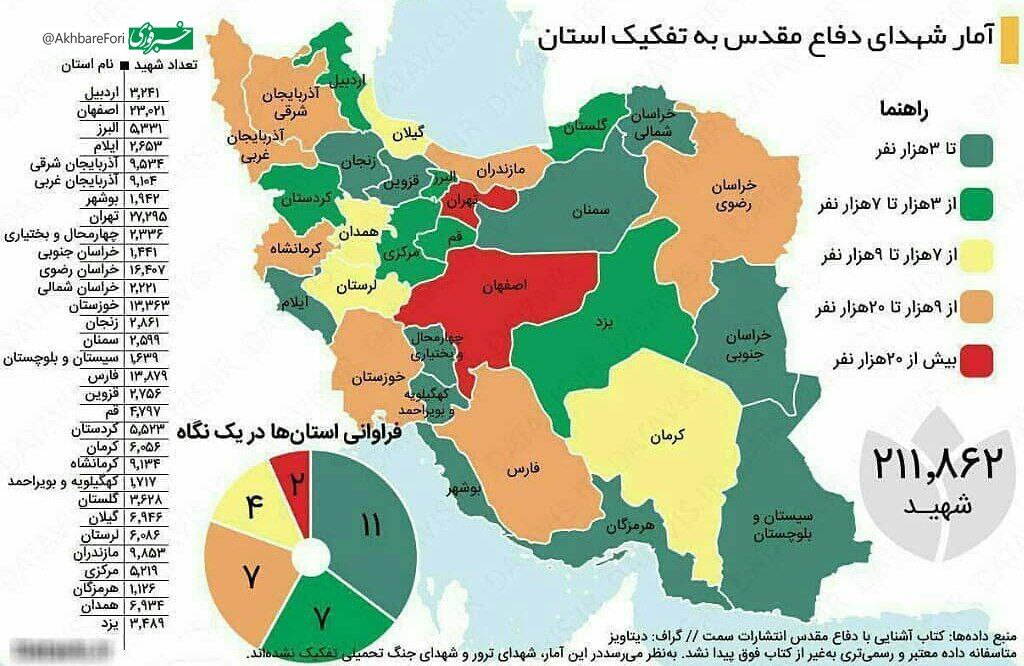 آمار شهدای دفاع مقدس به تفکیک استان
خبرفوری
@AkhbareFori
تعداد شهید ■ نام استان
۳,۲۴۱ اردبیل
۲۳,۰۲۱ اصفهان
۵,۳۳۱ البرز
۲,۶۵۳ ایلام
۹,۵۳۴ آذربایجان شرقی
۹,۱۰۴ آذربایجان غربی
۱,۹۴۲ بوشهر
۲۷,۲۹۵ تهران
۲,۳۳۶ چهارمحال و بختیاری
۱,۴۴۱ خراسان جنوبی
۱۶,۴۰۷ خراسان رضوی
۲,۲۲۱ خراسان شمالی
۱۳,۳۶۳ خوزستان
۲,۸۶۱ زنجان
۲,۵۹۹ سمنان
۱,۶۳۹ سیستان و بلوچستان
۱۳,۸۷۹ فارس
۲,۷۵۶ قزوین
۴,۷۹۷ قم
۵,۵۲۳ کردستان
۶,۰۵۶ کرمان
۹,۱۳۴ کرمانشاه
۱,۷۱۷ کهگیلویه و بویراحمد
۳,۶۲۸ گلستان
۶,۹۴۶ گیلان
۶,۰۸۶ لرستان
۹,۸۵۳ مازندران
۵,۲۱۹ مرکزی
۱,۱۲۶ هرمزگان
۶,۹۳۴ همدان
۳,۴۸۹ یزد
راهنما
تا ۳هزار نفر
از ۳هزار تا ۷هزار نفر
از ۷هزار تا ۹هزار نفر
از ۹هزار تا ۲۰هزار نفر
بیش از ۲۰هزار نفر
اردبیل
آذربایجان
شرقی
آذربایجان
غربی
گیلان
زنجان
کردستان
قزوین
البرز
تهران
مازندران
گلستان
خراسان
شمالی
خراسان
رضوی
سمنان
همدان
کرمانشاه
مرکزی
قم
لرستان
ایلام
اصفهان
یزد
خراسان
جنوبی
چهارمحال
و بختیاری
خوزستان
کهگیلویه
و بویراحمد
فارس
کرمان
بوشهر
هرمزگان
سیستان و
بلوچستان
فراوانی استان‌ها در یک نگاه
۲
۴
۱۱
۷
۷
۲۱۱,۸۶۲
شهید
منبع داده‌ها: کتاب آشنایی با دفاع مقدس انتشارات سمت // گراف: دیتاویز
متاسفانه داده معتبر و رسمی‌تری به‌غیر از کتاب فوق پیدا نشد. به‌نظر می‌رسددر این آمار، شهدای ترور و شهدای جنگ تحمیلی تفکیک نشده‌اند.